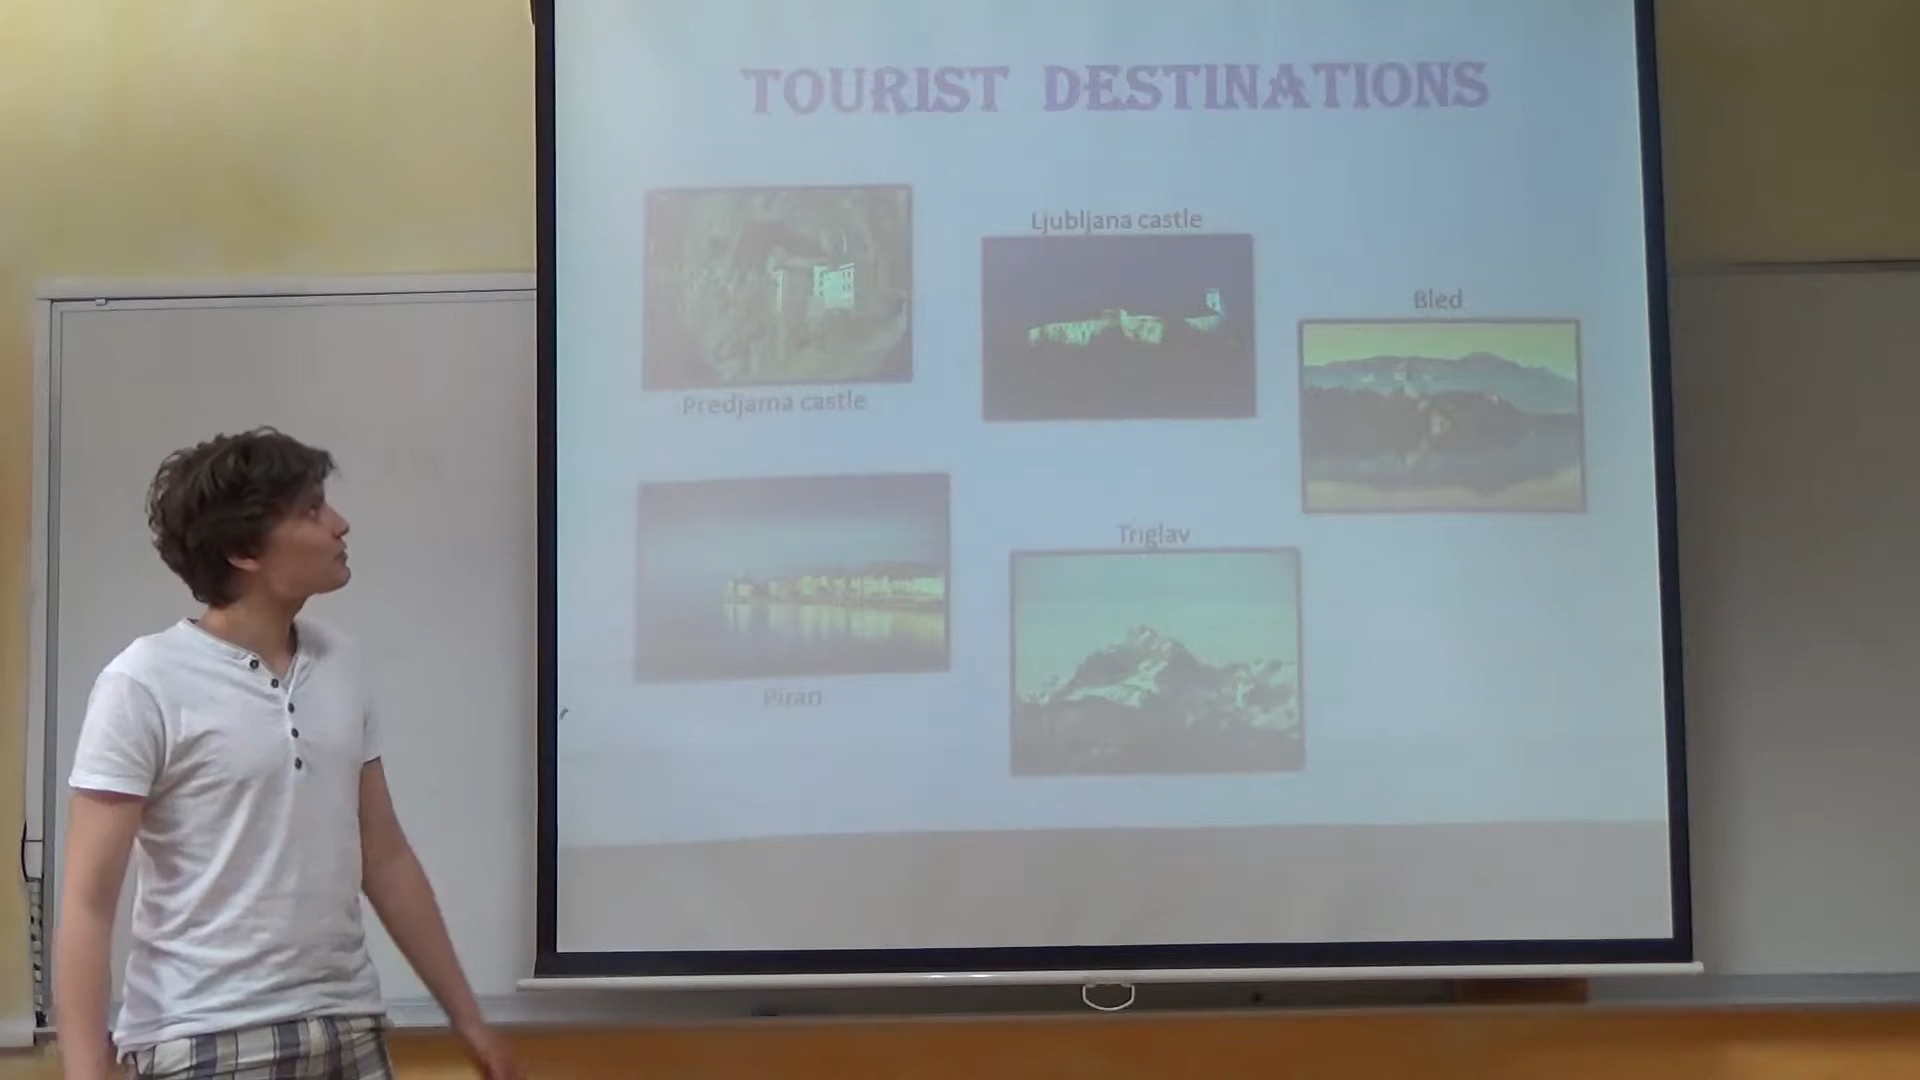 TOURIST DESTINATIONS
Ljubljana castle
Predjama castle
Bled
Piran
Triglav